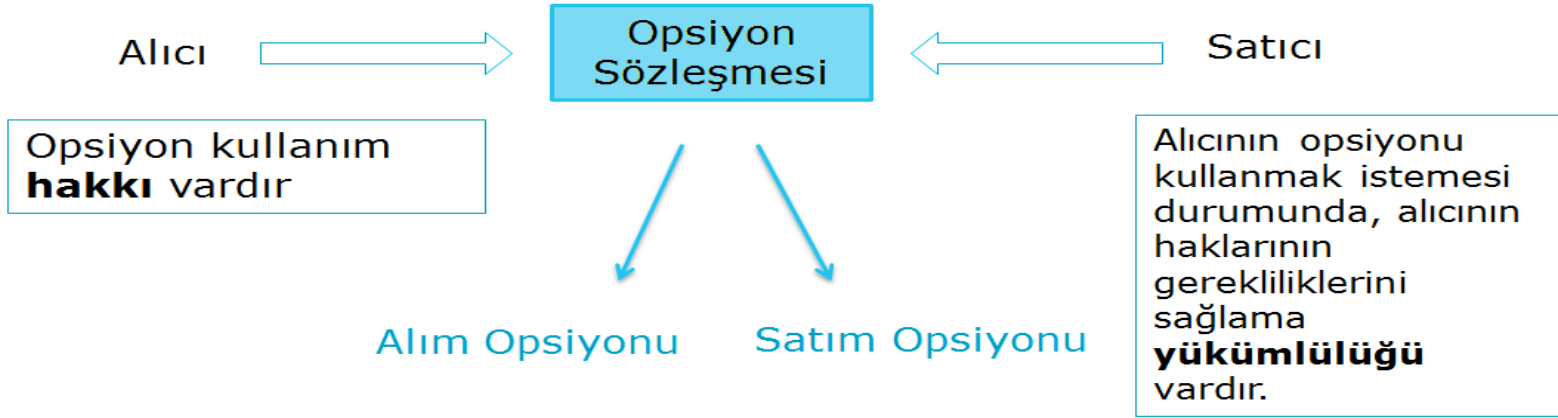 Alıcı
Opsiyon
Sözleşmesi
Satıcı
Opsiyon kullanım
hakkı vardır
Alıcının opsiyonu
kullanmak istemesi
durumunda, alıcının
haklarının
gerekliliklerini
sağlama
yükümlülüğü
vardır.
Alım Opsiyonu
Satım Opsiyonu